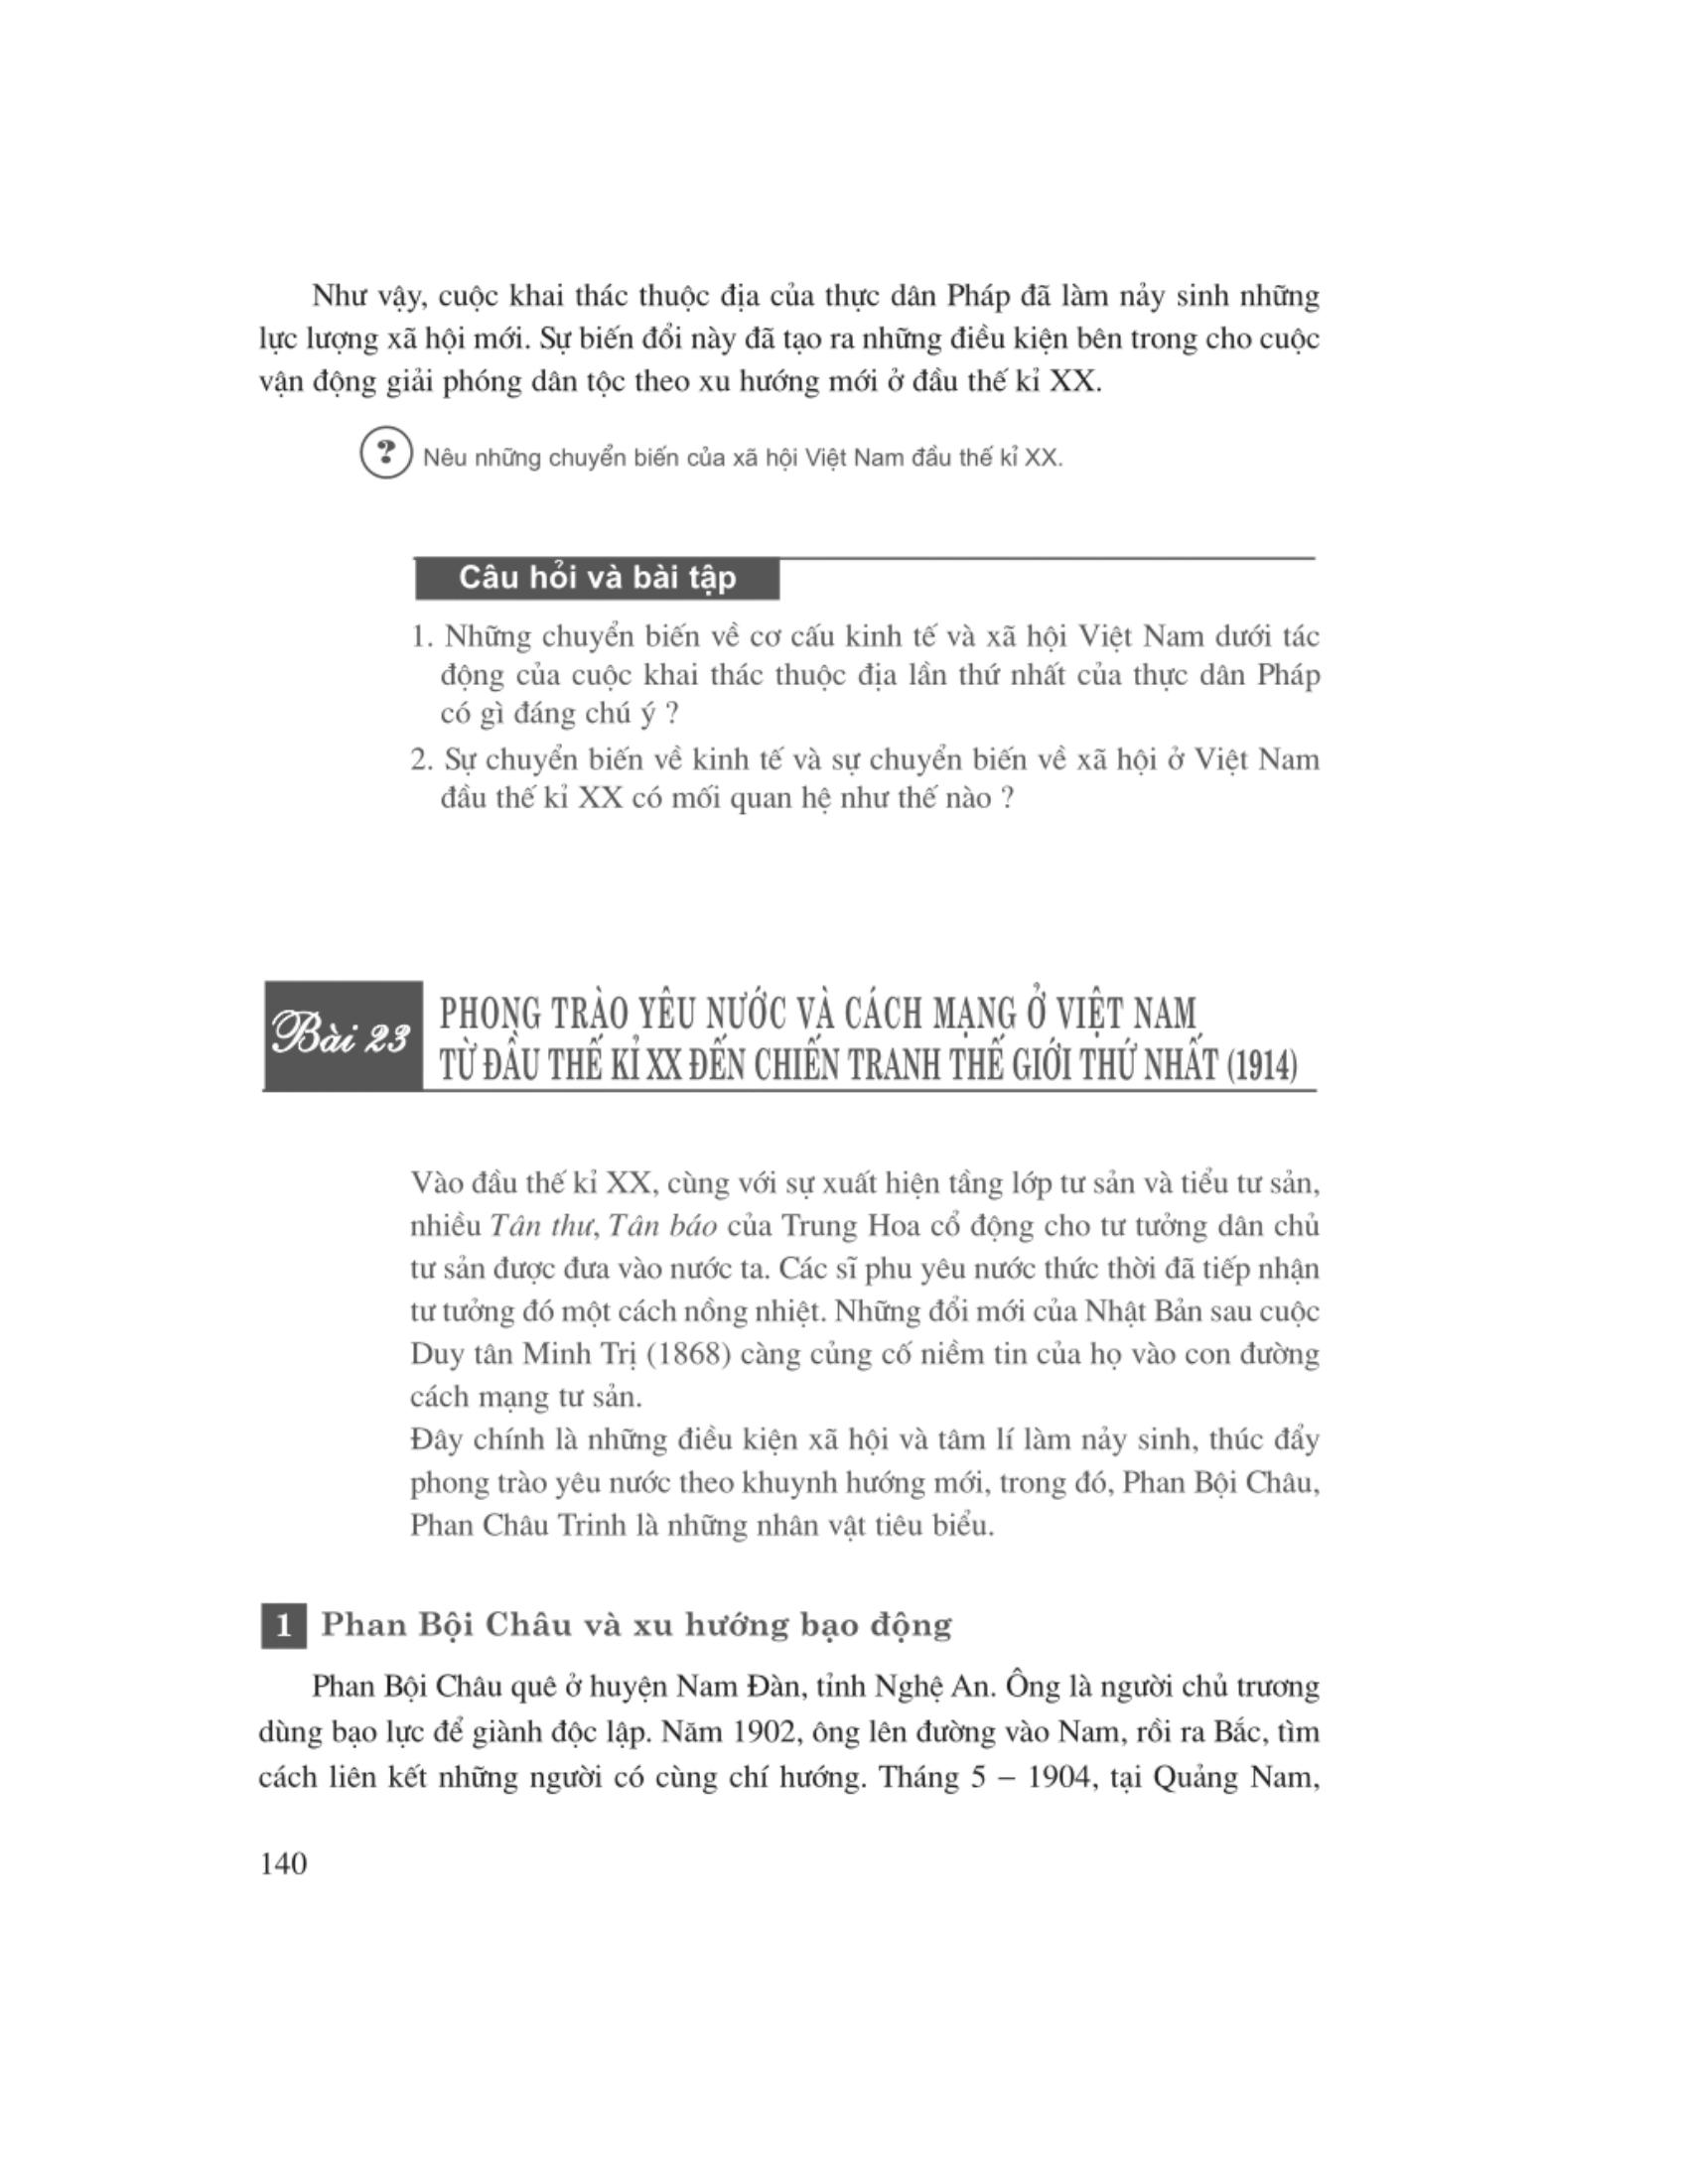 Như vậy, cuộc khai thác thuộc địa của thực dân Pháp đã làm nảy sinh những
lực lượng xã hội mới. Sự biến đổi này đã tạo ra những điều kiện bên trong cho cuộc
vận động giải phóng dân tộc theo xu hướng mới ở đầu thế kỉ XX.
? Nêu những chuyển biến của xã hội Việt Nam đầu thế kỉ XX.
Câu hỏi và bài tập
1. Những chuyển biến về cơ cấu kinh tế và xã hội Việt Nam dưới tác
động của cuộc khai thác thuộc địa lần thứ nhất của thực dân Pháp
có gì đáng chú ý ?
2. Sự chuyển biến về kinh tế và sự chuyển biến về xã hội ở Việt Nam
đầu thế kỉ XX có mối quan hệ như thế nào ?
Bài 23
PHONG TRÀO YÊU NƯỚC VÀ CÁCH MẠNG Ở VIỆT NAM
TỪ ĐẦU THẾ KỈ XX ĐẾN CHIẾN TRANH THẾ GIỚI THỨ NHẤT (1914)
Vào đầu thế kỉ XX, cùng với sự xuất hiện tầng lớp tư sản và tiểu tư sản,
nhiều Tân thư, Tân báo của Trung Hoa cổ động cho tư tưởng dân chủ
tư sản được đưa vào nước ta. Các sĩ phu yêu nước thức thời đã tiếp nhận
tư tưởng đó một cách nồng nhiệt. Những đổi mới của Nhật Bản sau cuộc
Duy tân Minh Trị (1868) càng củng cố niềm tin của họ vào con đường
cách mạng tư sản.
Đây chính là những điều kiện xã hội và tâm lí làm nảy sinh, thúc đẩy
phong trào yêu nước theo khuynh hướng mới, trong đó, Phan Bội Châu,
Phan Châu Trinh là những nhân vật tiêu biểu.
1 Phan Bội Châu và xu hướng bạo động
Phan Bội Châu quê ở huyện Nam Đàn, tỉnh Nghệ An. Ông là người chủ trương
dùng bạo lực để giành độc lập. Năm 1902, ông lên đường vào Nam, rồi ra Bắc, tìm
cách liên kết những người có cùng chí hướng. Tháng 5 – 1904, tại Quảng Nam,
140